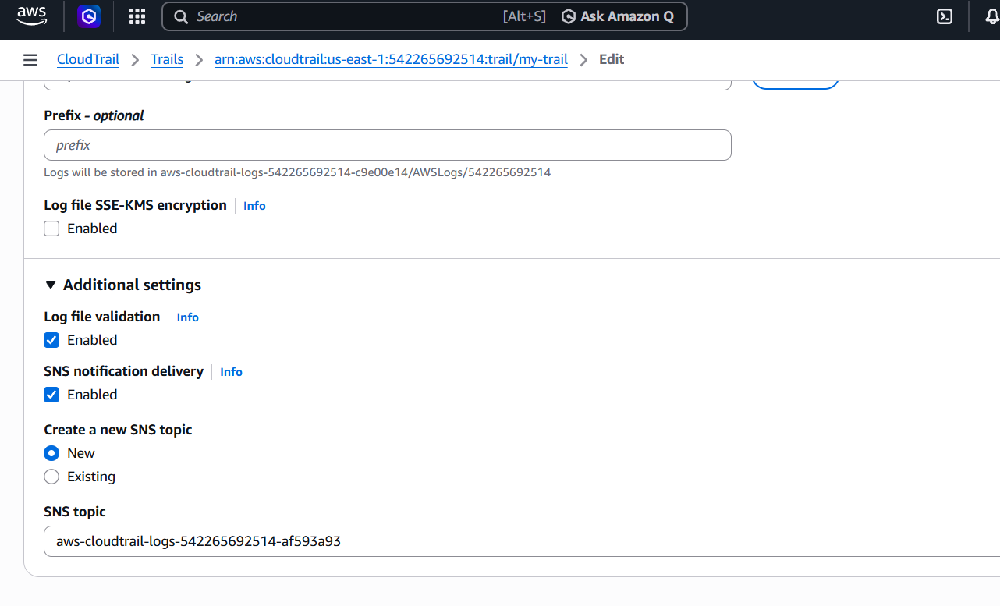 aws
Search [Alt+S] Ask Amazon Q
CloudTrail > Trails > arn:aws:cloudtrail:us-east-1:542265692514:trail/my-trail > Edit
Prefix - optional
prefix
Logs will be stored in aws-cloudtrail-logs-542265692514-c9e00e14/AWSLogs/542265692514
Log file SSE-KMS encryption Info
Enabled
Additional settings
Log file validation Info
Enabled
SNS notification delivery Info
Enabled
Create a new SNS topic
New
Existing
SNS topic
aws-cloudtrail-logs-542265692514-af593a93